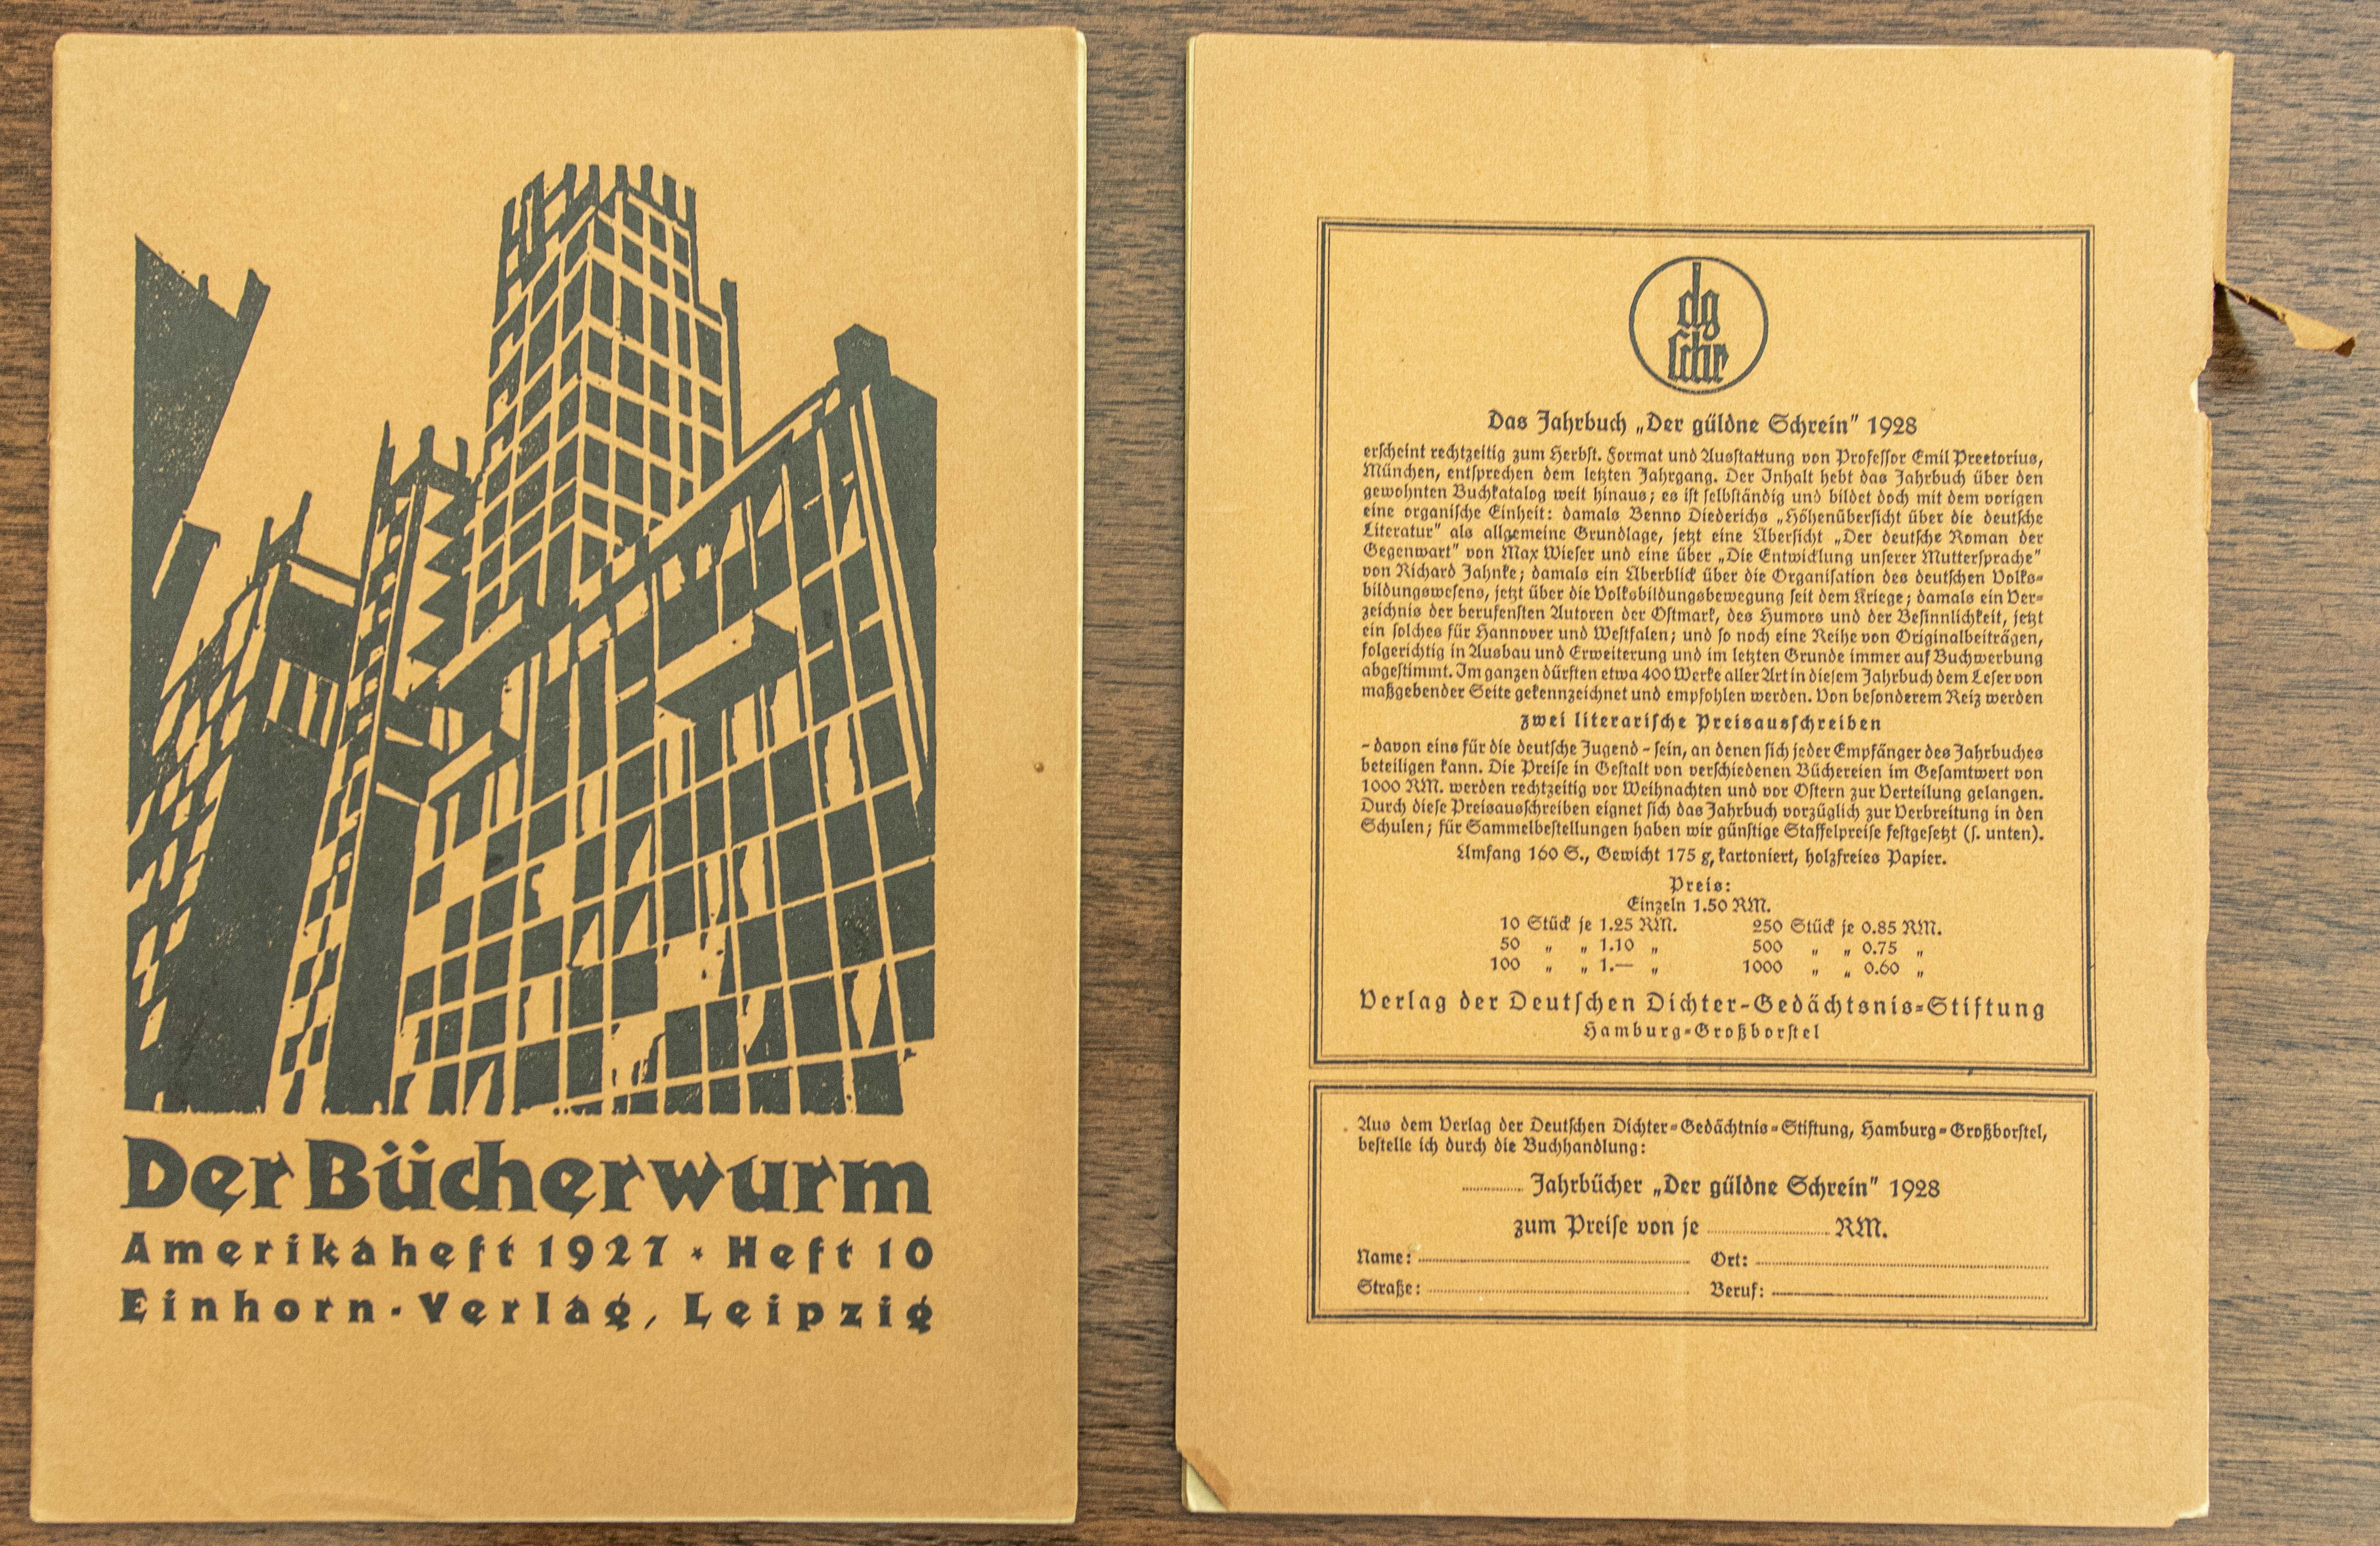 Der Bücherwurm
Amerikaheft 1927 * Heft 10
Einhorn-Verlag, Leipzig
dg
schr
Das Jahrbuch „Der güldne Schrein” 1928
erscheint rechtzeitig zum Herbst. Format und Ausstattung von Professor Emil Preetorius,
München, entsprechen dem letzten Jahrgang. Der Inhalt hebt das Jahrbuch über den
gewohnten Buchkatalog weit hinaus; es ist selbständig und bildet doch mit dem vorigen
eine organische Einheit: damals Benno Diederichs „Höhenübersicht über die deutsche
Literatur” als allgemeine Grundlage, jetzt eine Übersicht „Der deutsche Roman der
Gegenwart” von Max Wieser und eine über „Die Entwicklung unserer Muttersprache”
von Richard Jahnke; damals ein Überblick über die Organisation des deutschen Volks-
bildungswesens, jetzt über die Volksbildungsbewegung seit dem Kriege; damals ein Ver-
zeichnis der berufensten Autoren der Ostmark, des Humors und der Besinnlichkeit, jetzt
ein solches für Hannover und Westfalen; und so noch eine Reihe von Originalbeiträgen,
folgerichtig in Ausbau und Erweiterung und im letzten Grunde immer auf Buchwerbung
abgestimmt. Im ganzen dürften etwa 400 Werke aller Art in diesem Jahrbuch dem Leser von
maßgebender Seite gekennzeichnet und empfohlen werden. Von besonderem Reiz werden
zwei literarische Preisausschreiben
- davon eins für die deutsche Jugend - sein, an denen sich jeder Empfänger des Jahrbuches
beteiligen kann. Die Preise in Gestalt von verschiedenen Büchereien im Gesamtwert von
1000 RM. werden rechtzeitig vor Weihnachten und vor Ostern zur Verteilung gelangen.
Durch diese Preisausschreiben eignet sich das Jahrbuch vorzüglich zur Verbreitung in den
Schulen; für Sammelbestellungen haben wir günstige Staffelpreise festgesetzt (s. unten).
Umfang 160 S., Gewicht 175 g, kartoniert, holzfreies Papier.
Preis:
Einzeln 1.50 RM.
10 Stück je 1.25 RM. 250 Stück je 0.85 RM.
50 „ „ 1.10 „ 500 „ „ 0.75 „
100 „ „ 1.— „ 1000 „ „ 0.60 „
Verlag der Deutschen Dichter-Gedächtsnis-Stiftung
Hamburg-Großborstel
Aus dem Verlag der Deutschen Dichter-Gedächtnis-Stiftung, Hamburg-Großborstel,
bestelle ich durch die Buchhandlung:
............ Jahrbücher „Der güldne Schrein” 1928
zum Preise von je ............ RM.
Name: ............ Ort: ............
Straße: ............ Beruf: ............